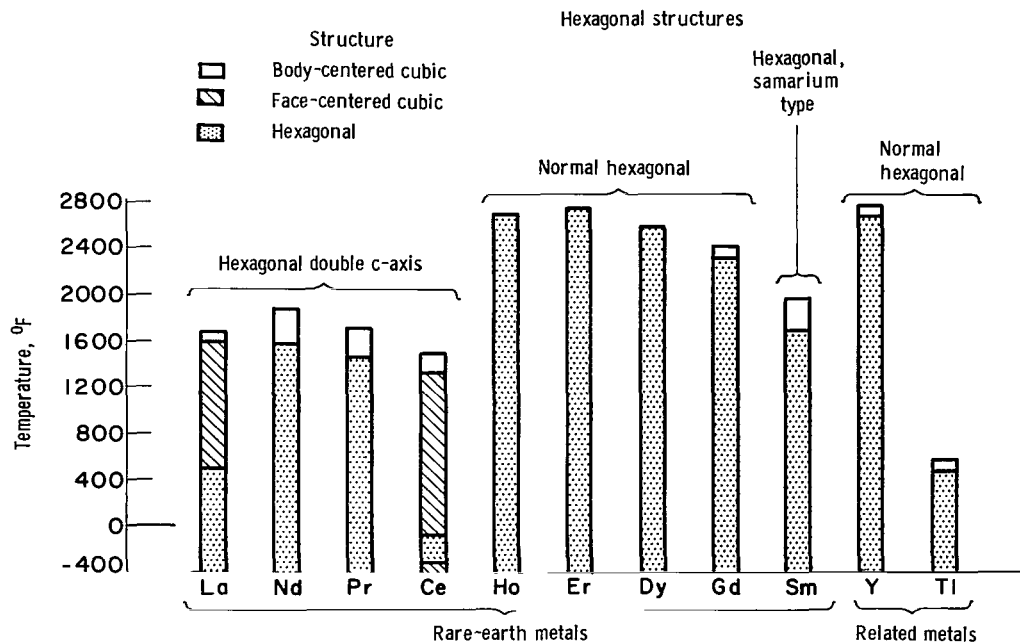 Hexagonal structures
Structure
Body-centered cubic
Face-centered cubic
Hexagonal
Hexagonal,
samarium
type
Normal hexagonal
Normal
hexagonal
Hexagonal double c-axis
Temperature, °F
2800
2400
2000
1600
1200
800
400
0
-400
La Nd Pr Ce Ho Er Dy Gd Sm Y Tl
Rare-earth metals
Related metals